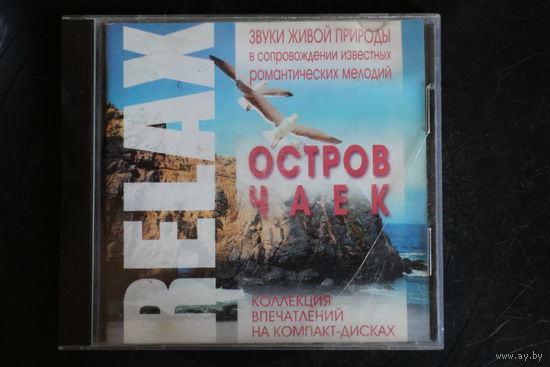 ЗВУКИ ЖИВОЙ ПРИРОДЫ
В СОПРОВОЖДЕНИИ ИЗВЕСТНЫХ
РОМАНТИЧЕСКИХ МЕЛОДИЙ
RELAX
ОСТРОВ
ЧАЕК
КОЛЛЕКЦИЯ
ВПЕЧАТЛЕНИЙ
НА КОМПАКТ-ДИСКАХ
www.ay.by